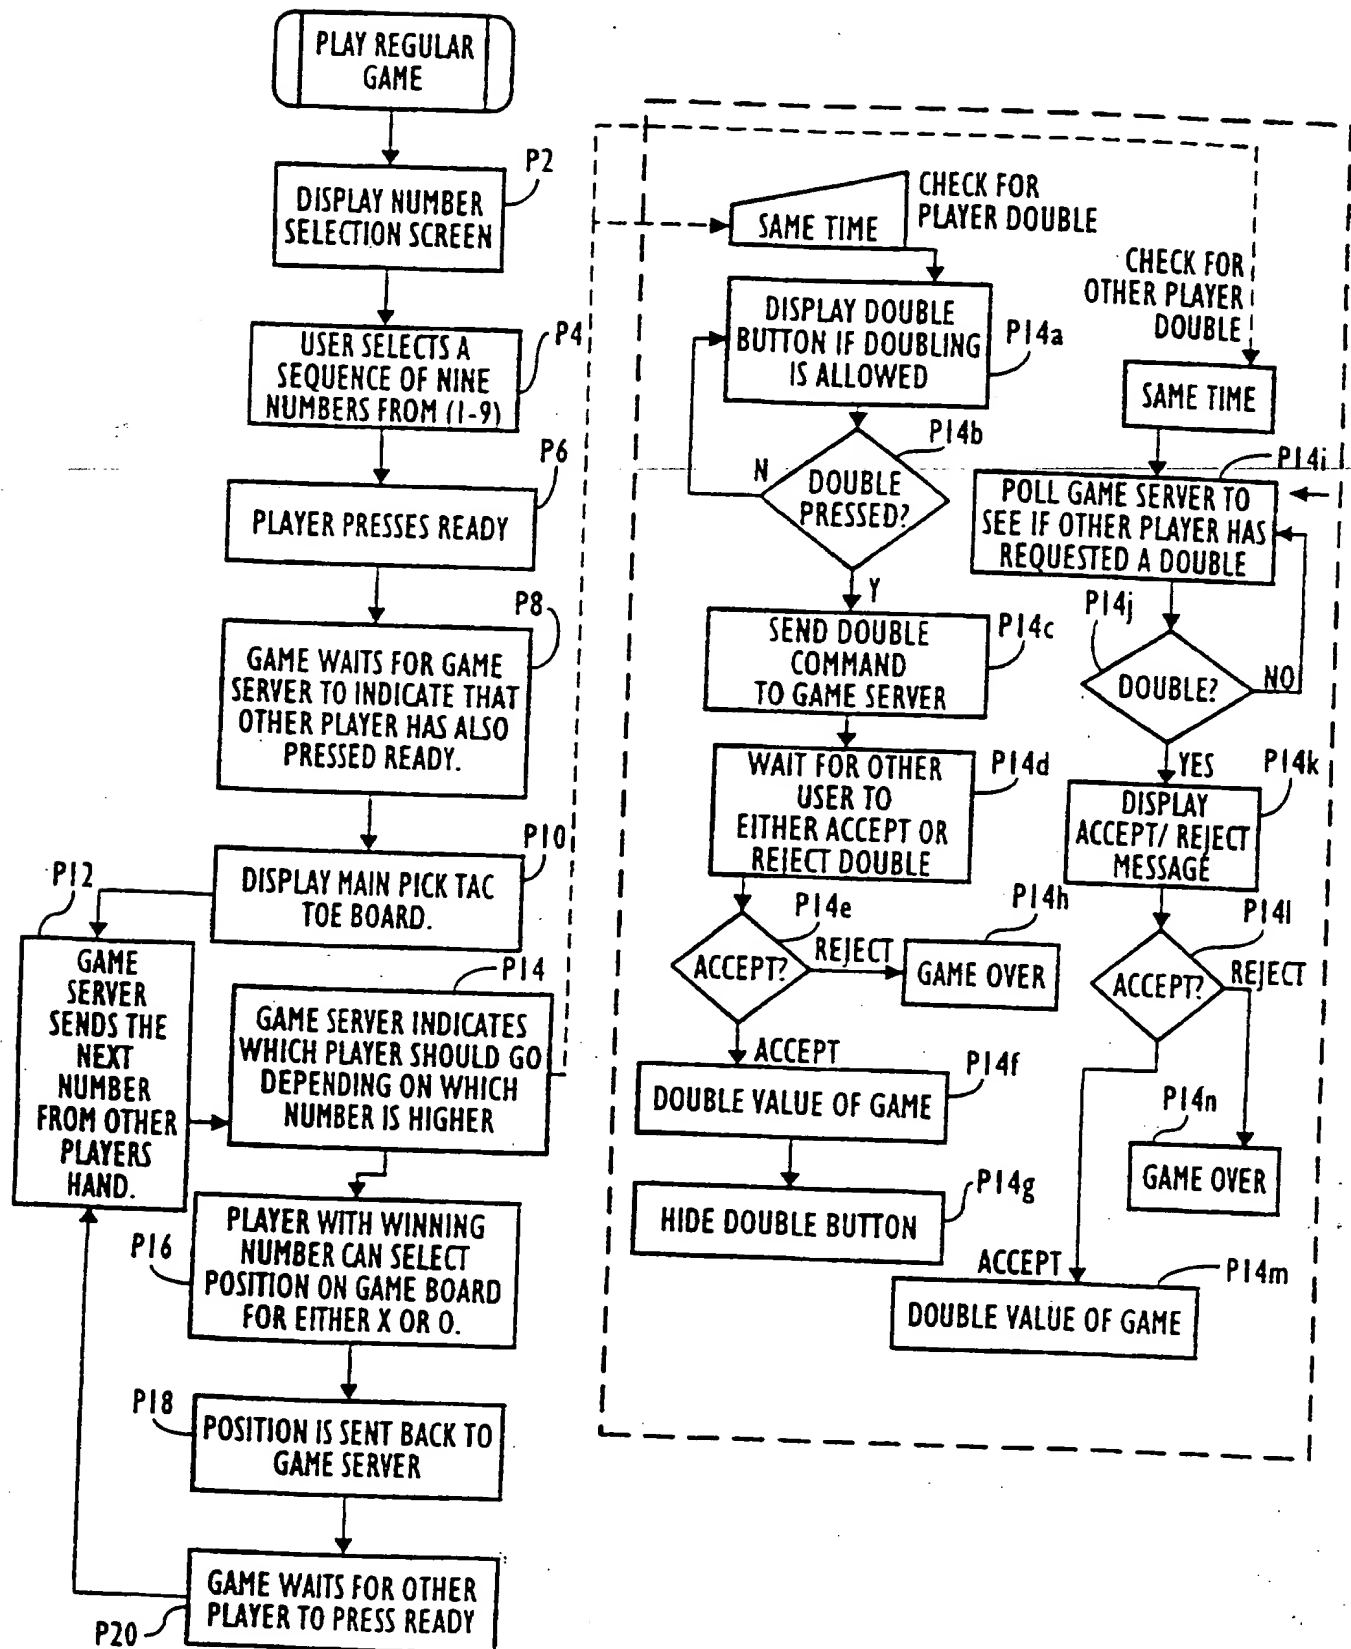 PLAY REGULAR
GAME
P2
DISPLAY NUMBER
SELECTION SCREEN
P4
USER SELECTS A
SEQUENCE OF NINE
NUMBERS FROM (1-9)
P6
PLAYER PRESSES READY
P8
GAME WAITS FOR GAME
SERVER TO INDICATE THAT
OTHER PLAYER HAS ALSO
PRESSED READY.
P10
DISPLAY MAIN PICK TAC
TOE BOARD.
P12
GAME
SERVER
SENDS THE
NEXT
NUMBER
FROM OTHER
PLAYERS
HAND.
P14
GAME SERVER INDICATES
WHICH PLAYER SHOULD GO
DEPENDING ON WHICH
NUMBER IS HIGHER
P16
PLAYER WITH WINNING
NUMBER CAN SELECT
POSITION ON GAME BOARD
FOR EITHER X OR O.
P18
POSITION IS SENT BACK TO
GAME SERVER
GAME WAITS FOR OTHER
PLAYER TO PRESS READY
P20
SAME TIME
CHECK FOR
PLAYER DOUBLE
DISPLAY DOUBLE
BUTTON IF DOUBLING
IS ALLOWED
P14a
P14b
N
DOUBLE
PRESSED?
Y
SEND DOUBLE
COMMAND
TO GAME SERVER
P14c
WAIT FOR OTHER
USER TO
EITHER ACCEPT OR
REJECT DOUBLE
P14d
P14e
ACCEPT?
REJECT
P14h
GAME OVER
ACCEPT
P14f
DOUBLE VALUE OF GAME
P14g
HIDE DOUBLE BUTTON
CHECK FOR
OTHER PLAYER
DOUBLE
SAME TIME
P14i
POLL GAME SERVER TO
SEE IF OTHER PLAYER HAS
REQUESTED A DOUBLE
P14j
DOUBLE?
NO
YES
P14k
DISPLAY
ACCEPT/ REJECT
MESSAGE
P14l
ACCEPT?
REJECT
P14n
GAME OVER
ACCEPT
P14m
DOUBLE VALUE OF GAME